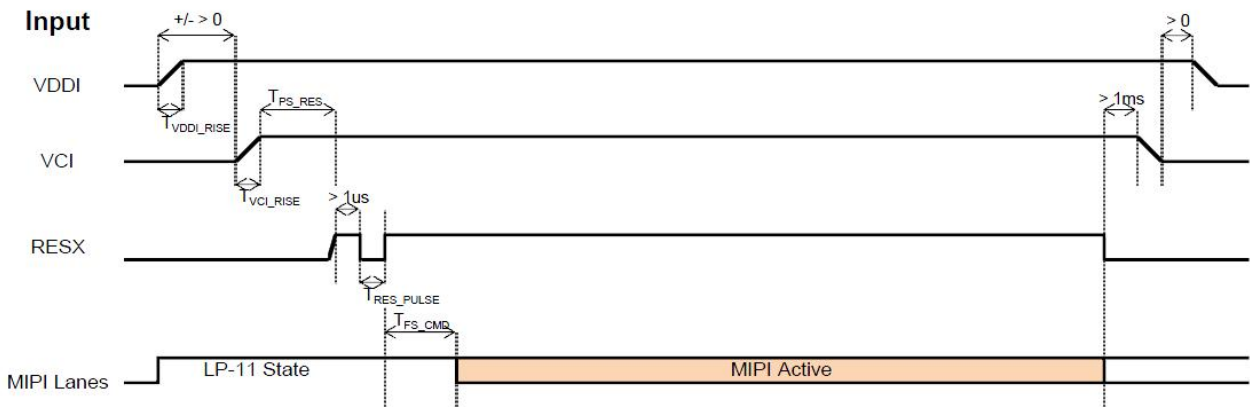 Input
+/- > 0
> 0
VDDI
T_VDDI_RISE
T_PS_RES
> 1ms
VCI
T_VCI_RISE
> 1us
RESX
T_RES_PULSE
T_FS_CMD
MIPI Lanes
LP-11 State
MIPI Active